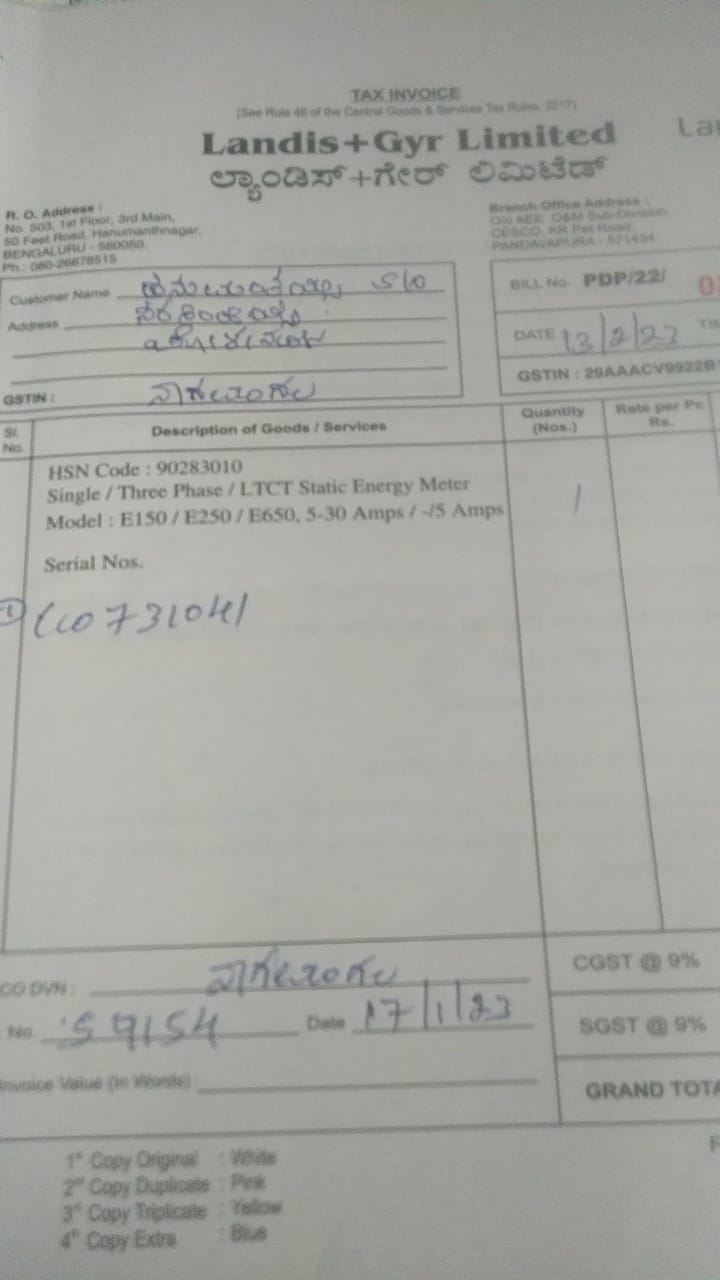 TAX INVOICE
(See Rule 46 of the Central Goods & Services Tax Rules, 2017)
Landis+Gyr Limited
ಲ್ಯಾಂಡಿಸ್+ಗೇರ್ ಲಿಮಿಟೆಡ್
R. O. Address :
No. 503, 1st Floor, 3rd Main,
50 Feet Road, Hanumanthnagar,
BENGALURU - 560050.
Ph.: 080-26678515
Branch Office Address :
C/o AEE O&M Sub-Division
CESCO, KR Pet Road,
PANDAVAPURA - 571434
Customer Name S/o
Address
GSTIN :
BILL No. PDP/22/
DATE 13/2/23
GSTIN : 29AAACV9922B
Sl. No. Description of Goods / Services Quantity (Nos.) Rate per Pc Rs.
HSN Code : 90283010
Single / Three Phase / LTCT Static Energy Meter 1
Model : E150 / E250 / E650, 5-30 Amps / -/5 Amps
Serial Nos.
CO DVN :
No. Date 17/1/23
Invoice Value (In Words) :
CGST @ 9%
SGST @ 9%
GRAND TOTA
1st Copy Original : White
2nd Copy Duplicate : Pink
3rd Copy Triplicate : Yellow
4th Copy Extra : Blue